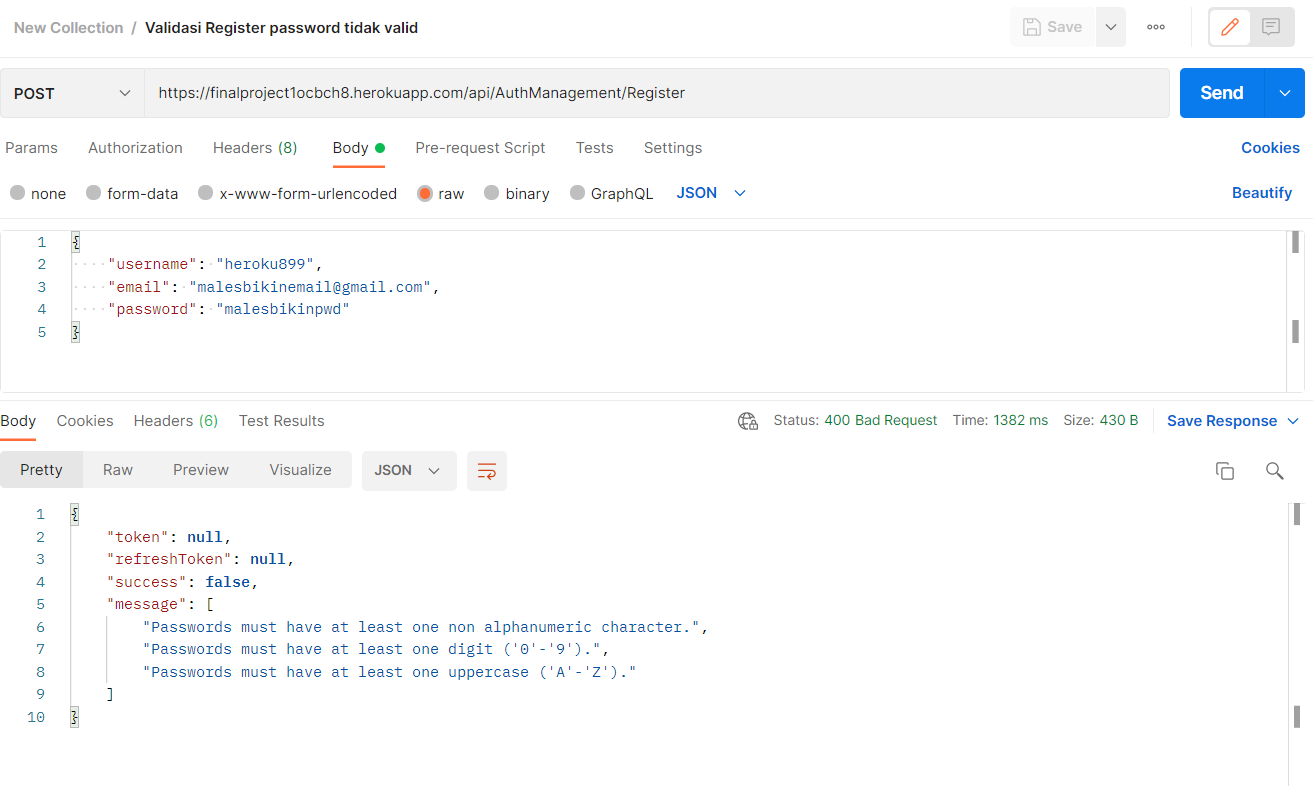 New Collection / Validasi Register password tidak valid
Save
POST
https://finalproject1ocbch8.herokuapp.com/api/AuthManagement/Register
Send
Params Authorization Headers (8) Body Pre-request Script Tests Settings Cookies
none form-data x-www-form-urlencoded raw binary GraphQL JSON Beautify
1 {
2 "username": "heroku899",
3 "email": "malesbikinemail@gmail.com",
4 "password": "malesbikinpwd"
5 }
Body Cookies Headers (6) Test Results Status: 400 Bad Request Time: 1382 ms Size: 430 B Save Response
Pretty Raw Preview Visualize JSON
1 {
2 "token": null,
3 "refreshToken": null,
4 "success": false,
5 "message": [
6 "Passwords must have at least one non alphanumeric character.",
7 "Passwords must have at least one digit ('0'-'9').",
8 "Passwords must have at least one uppercase ('A'-'Z')."
9 ]
10 }